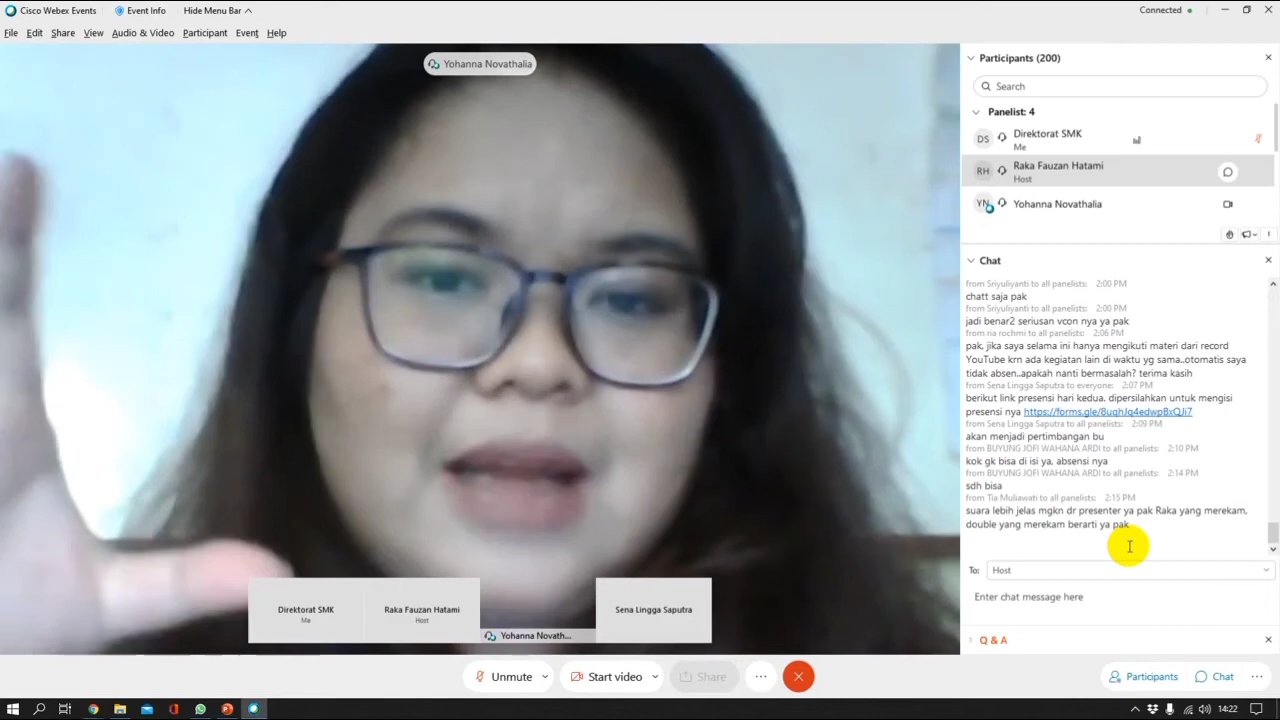 Cisco Webex Events
Event Info
Hide Menu Bar
Connected
File Edit Share View Audio & Video Participant Event Help
Yohanna Novathalia
Participants (200)
Search
Panelist: 4
DS
Direktorat SMK
Me
RH
Raka Fauzan Hatami
Host
YN
Yohanna Novathalia
Chat
from Sriyuliyanti to all panelists: 2:00 PM
chatt saja pak
from Sriyuliyanti to all panelists: 2:00 PM
jadi benar2 seriusan vcon nya ya pak
from ria rochmi to all panelists: 2:06 PM
pak, jika saya selama ini hanya mengikuti materi dari record
YouTube krn ada kegiatan lain di waktu yg sama..otomatis saya
tidak absen..apakah nanti bermasalah? terima kasih
from Sena Lingga Saputra to everyone: 2:07 PM
berikut link presensi hari kedua. dipersilahkan untuk mengisi
presensi nya https://forms.gle/8uqhJq4edwpBxQJi7
from Sena Lingga Saputra to all panelists: 2:09 PM
akan menjadi pertimbangan bu
from BUYUNG JOFI WAHANA ARDI to all panelists: 2:10 PM
kok gk bisa di isi ya, absensi nya
from BUYUNG JOFI WAHANA ARDI to all panelists: 2:14 PM
sdh bisa
from Tia Muliawati to all panelists: 2:15 PM
suara lebih jelas mgkn dr presenter ya pak Raka yang merekam,
double yang merekam berarti ya pak
To: Host
Enter chat message here
Q & A
Direktorat SMK
Me
Raka Fauzan Hatami
Host
Yohanna Novath...
Sena Lingga Saputra
Unmute
Start video
Share
Participants
Chat
14:22